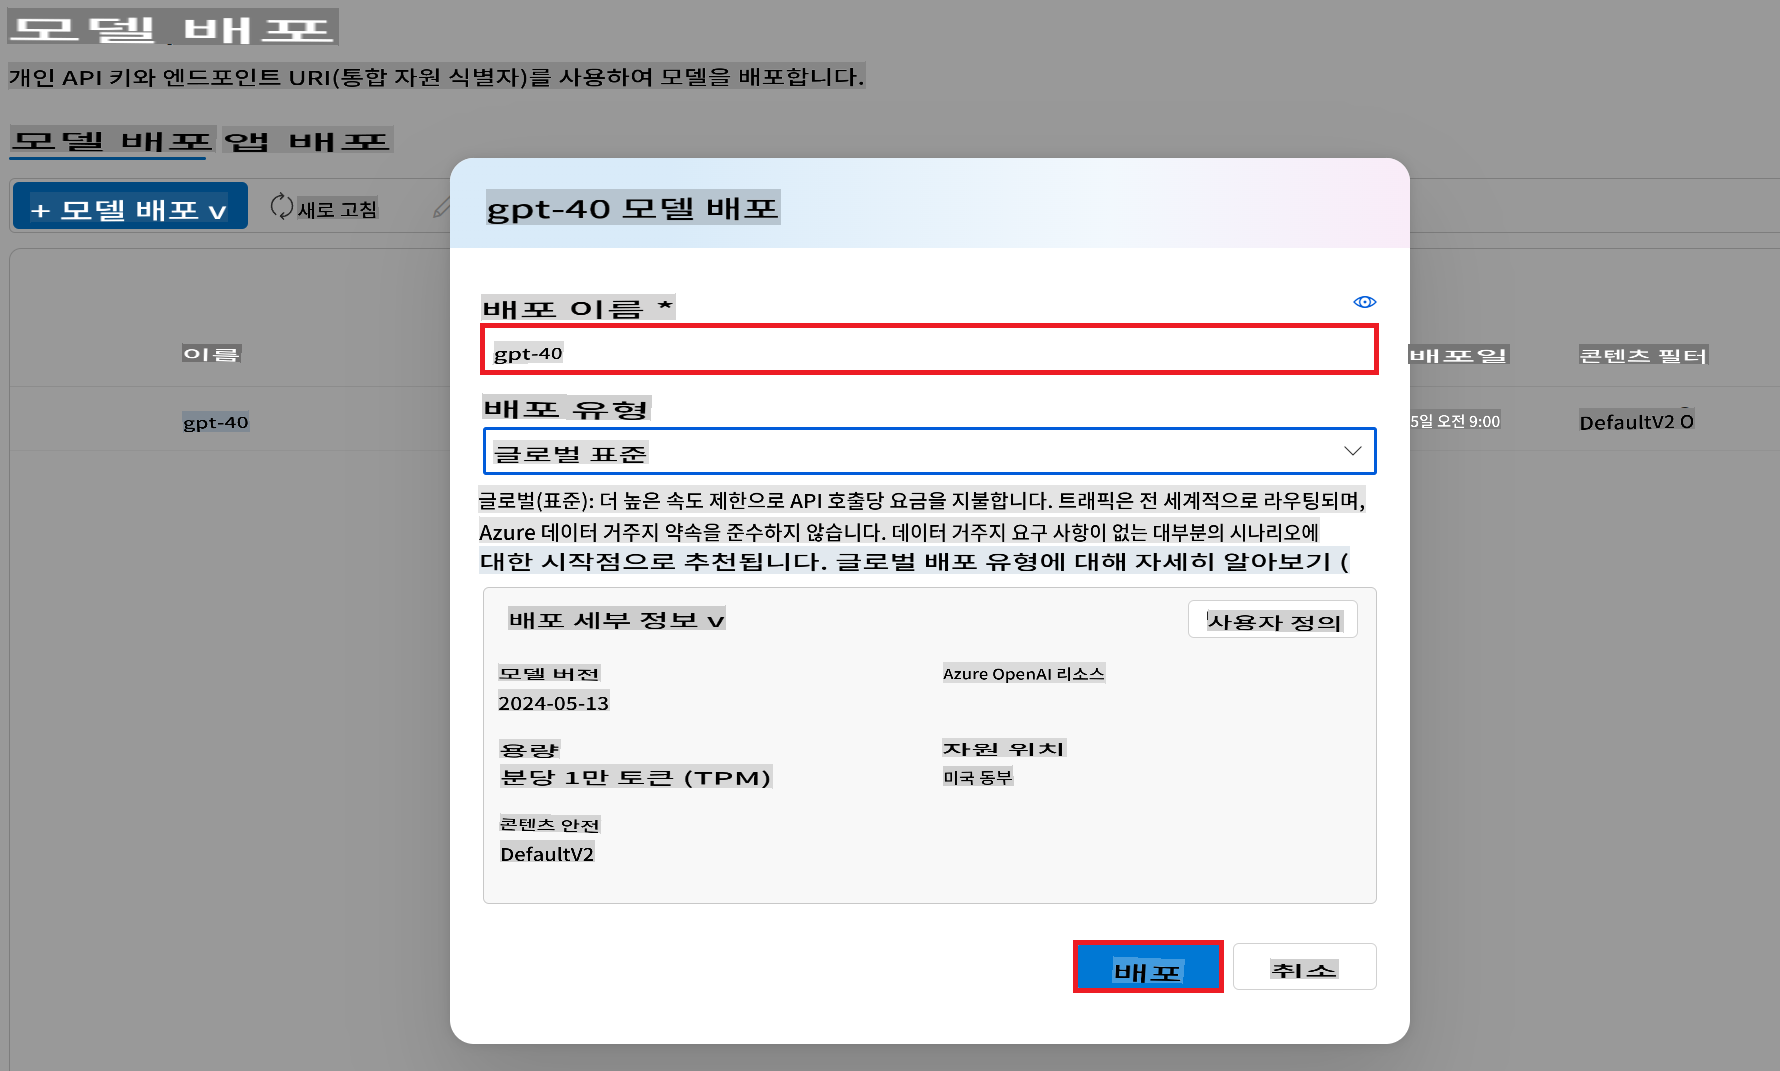 모델 배포
개인 API 키와 엔드포인트 URI(통합 자원 식별자)를 사용하여 모델을 배포합니다.
모델 배포 앱 배포
+ 모델 배포 v
새로 고침
gpt-40 모델 배포
배포 이름 *
gpt-40
이름
배포일
콘텐츠 필터
배포 유형
gpt-40
5일 오전 9:00
DefaultV2 O
글로벌 표준
글로벌(표준): 더 높은 속도 제한으로 API 호출당 요금을 지불합니다. 트래픽은 전 세계적으로 라우팅되며,
Azure 데이터 거주지 약속을 준수하지 않습니다. 데이터 거주지 요구 사항이 없는 대부분의 시나리오에
대한 시작점으로 추천됩니다. 글로벌 배포 유형에 대해 자세히 알아보기 (
배포 세부 정보 v
사용자 정의
모델 버전
2024-05-13
Azure OpenAI 리소스
용량
분당 1만 토큰 (TPM)
자원 위치
미국 동부
콘텐츠 안전
DefaultV2
배포
취소